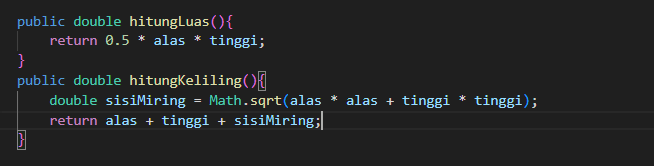 public double hitungLuas(){
    return 0.5 * alas * tinggi;
}
public double hitungKeliling(){
    double sisiMiring = Math.sqrt(alas * alas + tinggi * tinggi);
    return alas + tinggi + sisiMiring;
}